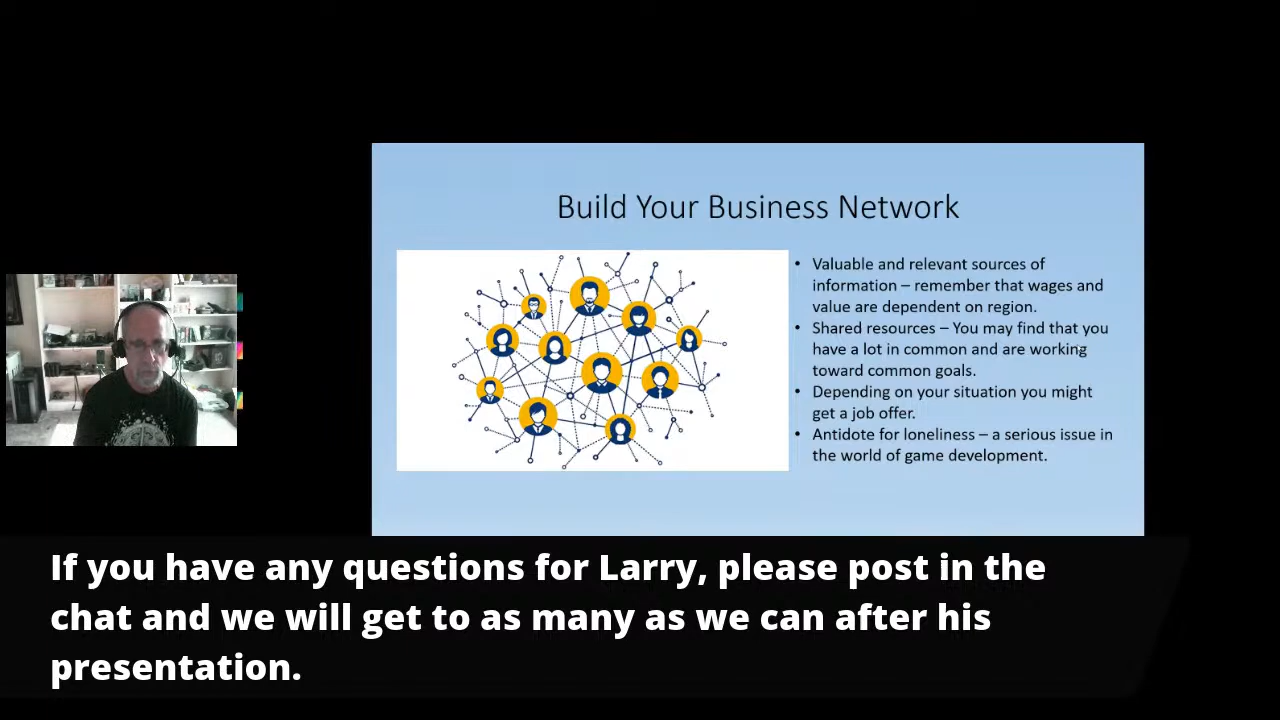 Build Your Business Network
• Valuable and relevant sources of
information – remember that wages and
value are dependent on region.
• Shared resources – You may find that you
have a lot in common and are working
toward common goals.
• Depending on your situation you might
get a job offer.
• Antidote for loneliness – a serious issue in
the world of game development.
If you have any questions for Larry, please post in the
chat and we will get to as many as we can after his
presentation.